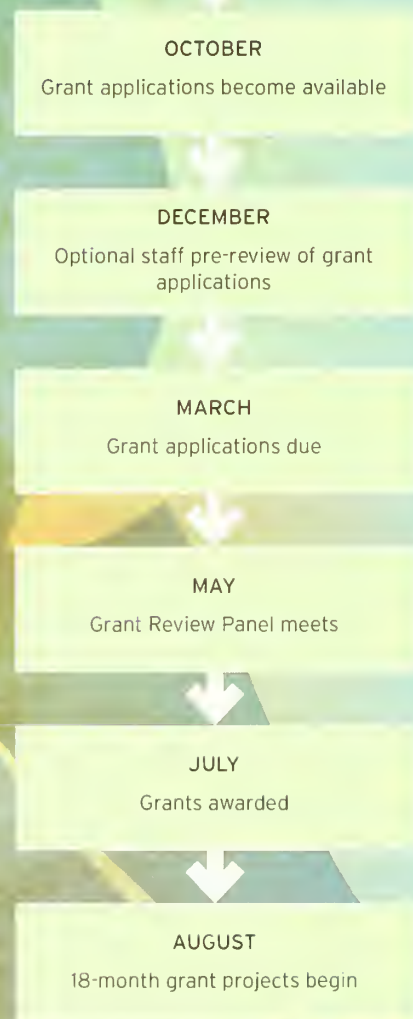 OCTOBER
Grant applications become available
DECEMBER
Optional staff pre-review of grant
applications
MARCH
Grant applications due
MAY
Grant Review Panel meets
JULY
Grants awarded
AUGUST
18-month grant projects begin